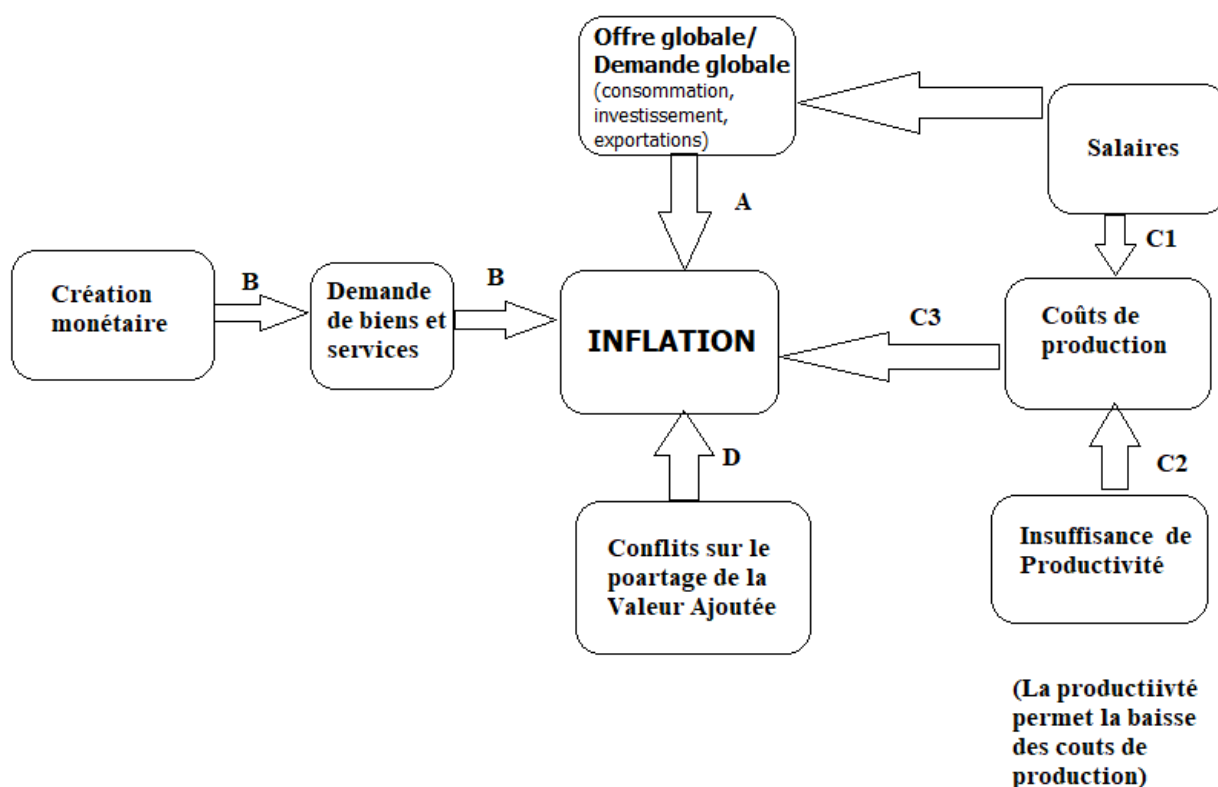 Offre globale/
Demande globale
(consommation,
investissement,
exportations)
Salaires
A
C1
Création
monétaire
B
Demande
de biens et
services
B
INFLATION
C3
Coûts de
production
D
C2
Conflits sur le
poartage de la
Valeur Ajoutée
Insuffisance de
Productivité
(La productiivté
permet la baisse
des couts de
production)